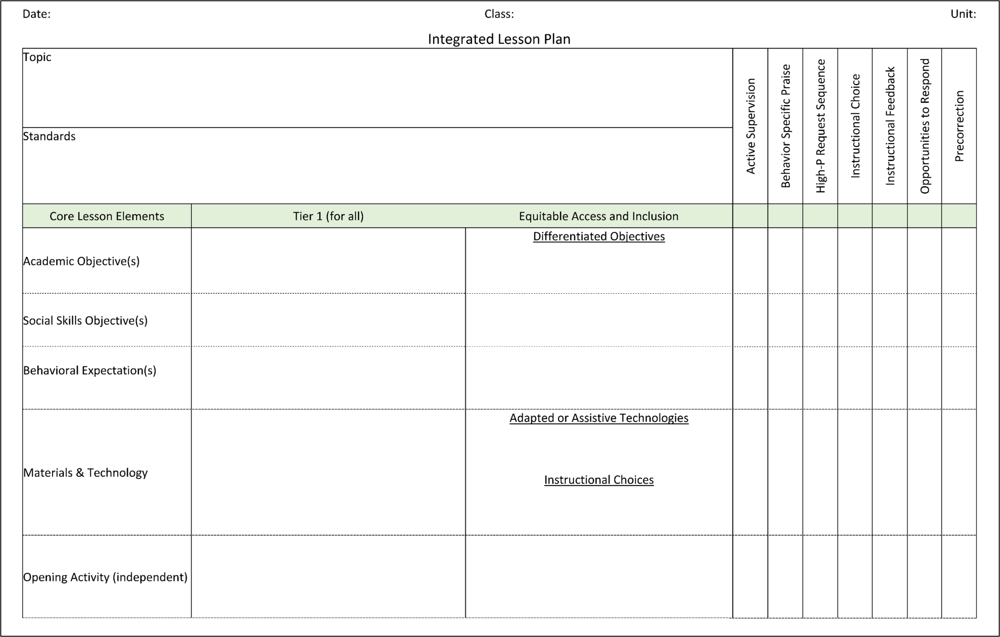 Date:
Class:
Unit:
Integrated Lesson Plan
Topic
Standards
Active Supervision
Behavior Specific Praise
High-P Request Sequence
Instructional Choice
Instructional Feedback
Opportunities to Respond
Precorrection
Core Lesson Elements
Tier 1 (for all)
Equitable Access and Inclusion
Academic Objective(s)
Differentiated Objectives
Social Skills Objective(s)
Behavioral Expectation(s)
Materials & Technology
Adapted or Assistive Technologies
Instructional Choices
Opening Activity (independent)